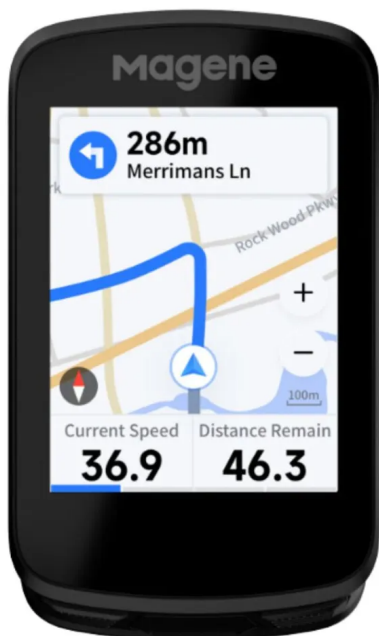 Magene
286m
Merrimans Ln
Rock Wood Pkwy
+
−
100m
Current Speed
Distance Remain
36.9
46.3